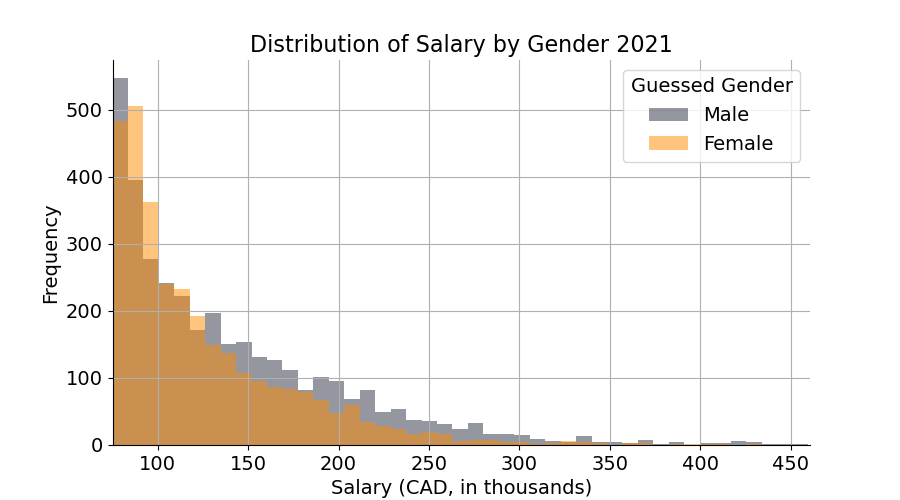 Distribution of Salary by Gender 2021
Guessed Gender
Male
Female
Frequency
500
400
300
200
100
0
100 150 200 250 300 350 400 450
Salary (CAD, in thousands)